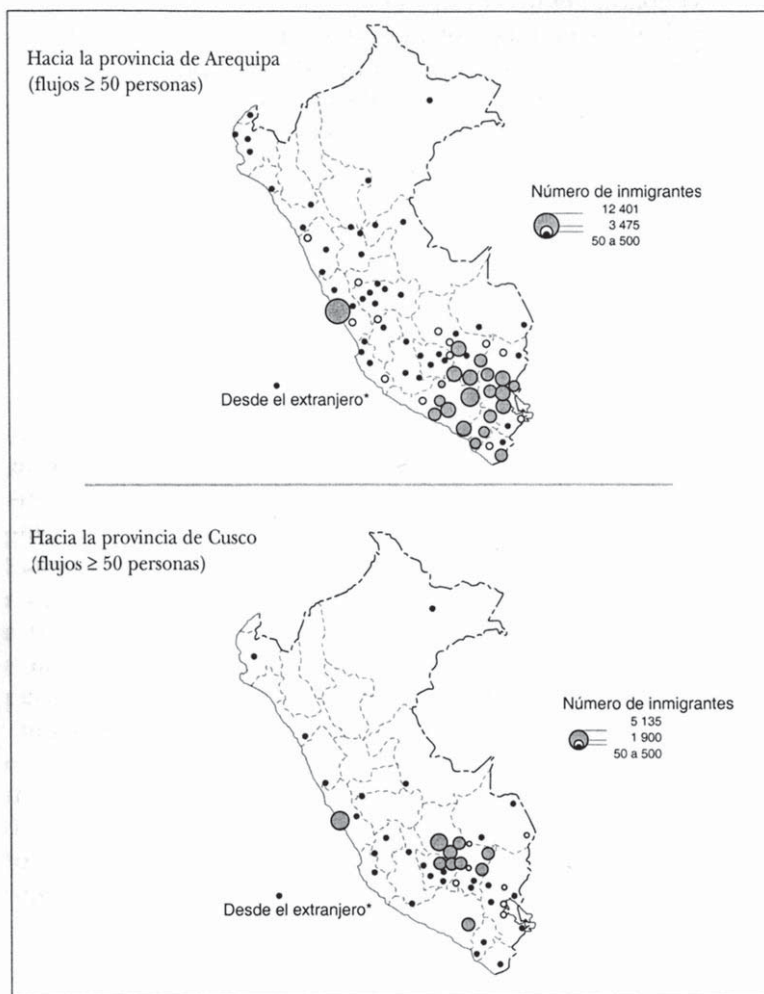 Hacia la provincia de Arequipa
(flujos ≥ 50 personas)
Número de inmigrantes
12 401
3 475
50 a 500
Desde el extranjero*
Hacia la provincia de Cusco
(flujos ≥ 50 personas)
Número de inmigrantes
5 135
1 900
50 a 500
Desde el extranjero*